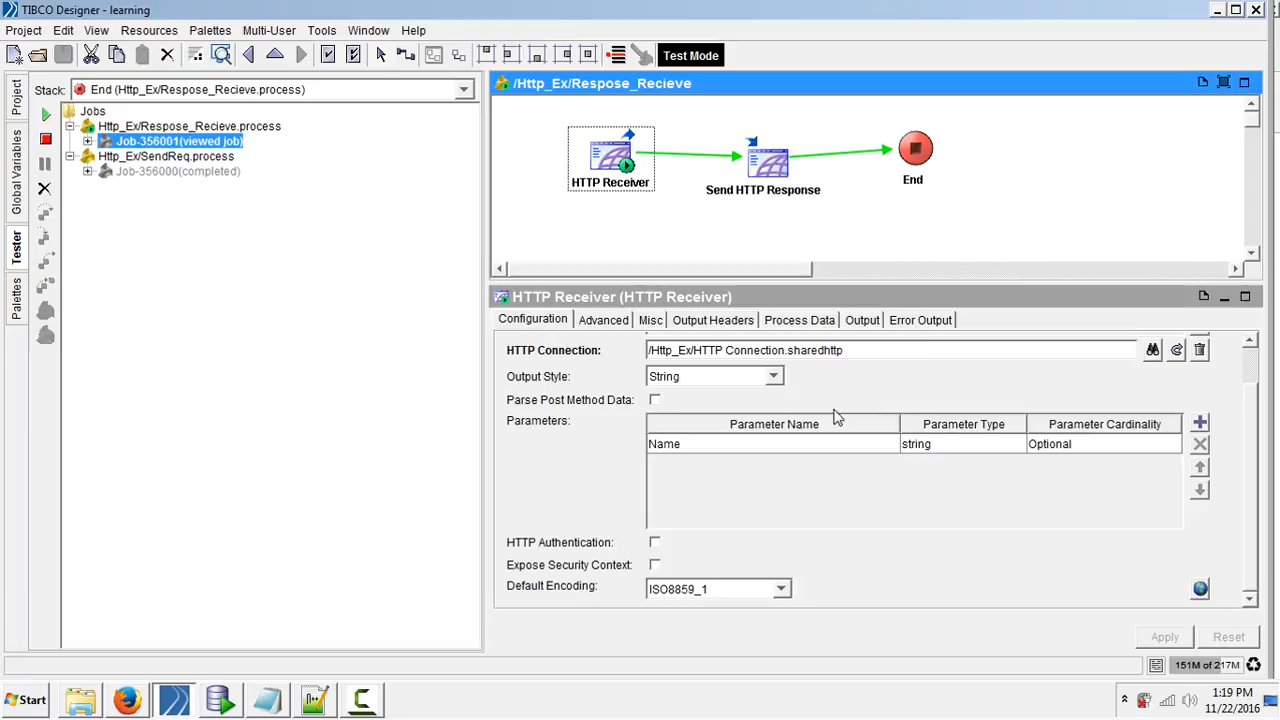 TIBCO Designer - learning
Project Edit View Resources Palettes Multi-User Tools Window Help
Test Mode
Project
Global Variables
Tester
Palettes
Stack: End (Http_Ex/Respose_Recieve.process)
Jobs
Http_Ex/Respose_Recieve.process
Job-356001(viewed job)
Http_Ex/SendReq.process
Job-356000(completed)
/Http_Ex/Respose_Recieve
HTTP Receiver
Send HTTP Response
End
HTTP Receiver (HTTP Receiver)
Configuration Advanced Misc Output Headers Process Data Output Error Output
HTTP Connection: /Http_Ex/HTTP Connection.sharedhttp
Output Style: String
Parse Post Method Data:
Parameters: Parameter Name Parameter Type Parameter Cardinality
Name string Optional
HTTP Authentication:
Expose Security Context:
Default Encoding: ISO8859_1
Apply Reset
151M of 217M
Start
1:19 PM
11/22/2016